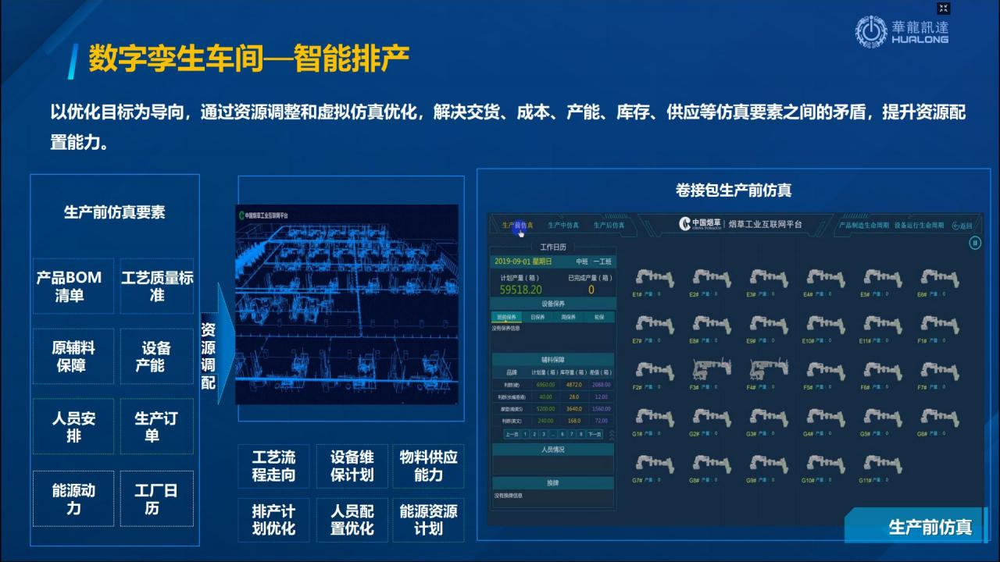 華龍訊達
HUALONG
数字孪生车间—智能排产
以优化目标为导向，通过资源调整和虚拟仿真优化，解决交货、成本、产能、库存、供应等仿真要素之间的矛盾，提升资源配
置能力。
生产前仿真要素
产品BOM
清单
工艺质量标
准
原辅料
保障
设备
产能
人员安
排
生产订
单
能源动
力
工厂日
历
资
源
调
配
中国烟草工业互联网平台
工艺流
程走向
设备维
保计划
物料供应
能力
排产计
划优化
人员配
置优化
能源资源
计划
卷接包生产前仿真
生产前仿真 生产中仿真 生产后仿真
中国烟草
CHINA TOBACCO
烟草工业互联网平台
产品制造生命周期 设备运行生命周期 返回
工作日历
2019-09-01 星期日 中班 一工班
计划产量（箱） 已完成产量（箱）
59518.20 0
设备保养
班前保养 日保养 周保养 轮保
没有保养信息
辅料保障
品牌 计划量（箱） 库存量（箱） 差值（箱）
利群(硬) 6960.00 4872.0 2088.00
利群(长嘴香港) 40.00 28.0 12.00
摩登(南美S) 5200.00 3640.0 1560.00
利群(英文) 240.00 168.0 72.00
上一页 1 2 3 ... 6 7 8 下一页
人员情况
换牌
没有换牌信息
E1# 产量：0 E2# 产量：0 E3# 产量：0 E4# 产量：0 E5# 产量：0 E6# 产量：0
E7# 产量：0 E8# 产量：0 E9# 产量：0 E10# 产量：0 E11# 产量：0 F1# 产量：0
F2# 产量：0 F3# 产量：0 F4# 产量：0 F5# 产量：0 F6# 产量：0 F7# 产量：0
G1# 产量：0 G2# 产量：0 G3# 产量：0 G4# 产量：0 G5# 产量：0 G6# 产量：0
G7# 产量：0 G8# 产量：0 G9# 产量：0 G10# 产量：0 G11# 产量：0
生产前仿真